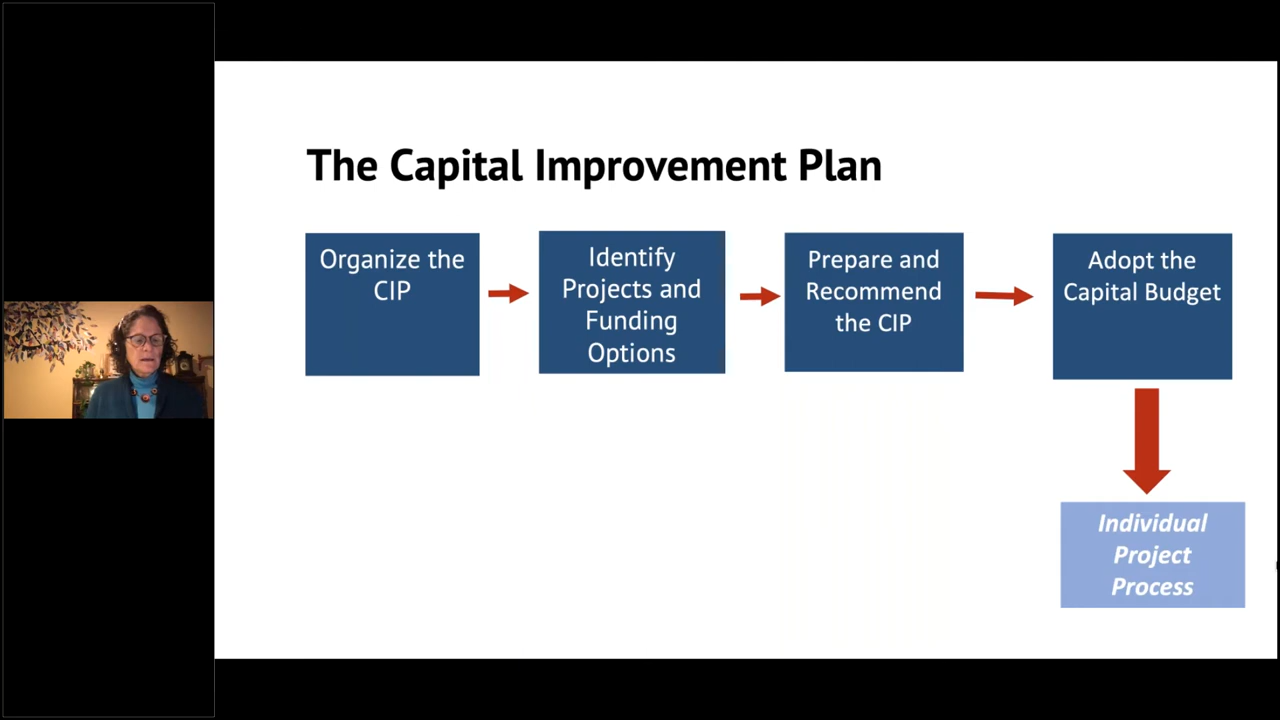 The Capital Improvement Plan
Organize the
CIP
Identify
Projects and
Funding
Options
Prepare and
Recommend
the CIP
Adopt the
Capital Budget
Individual
Project
Process